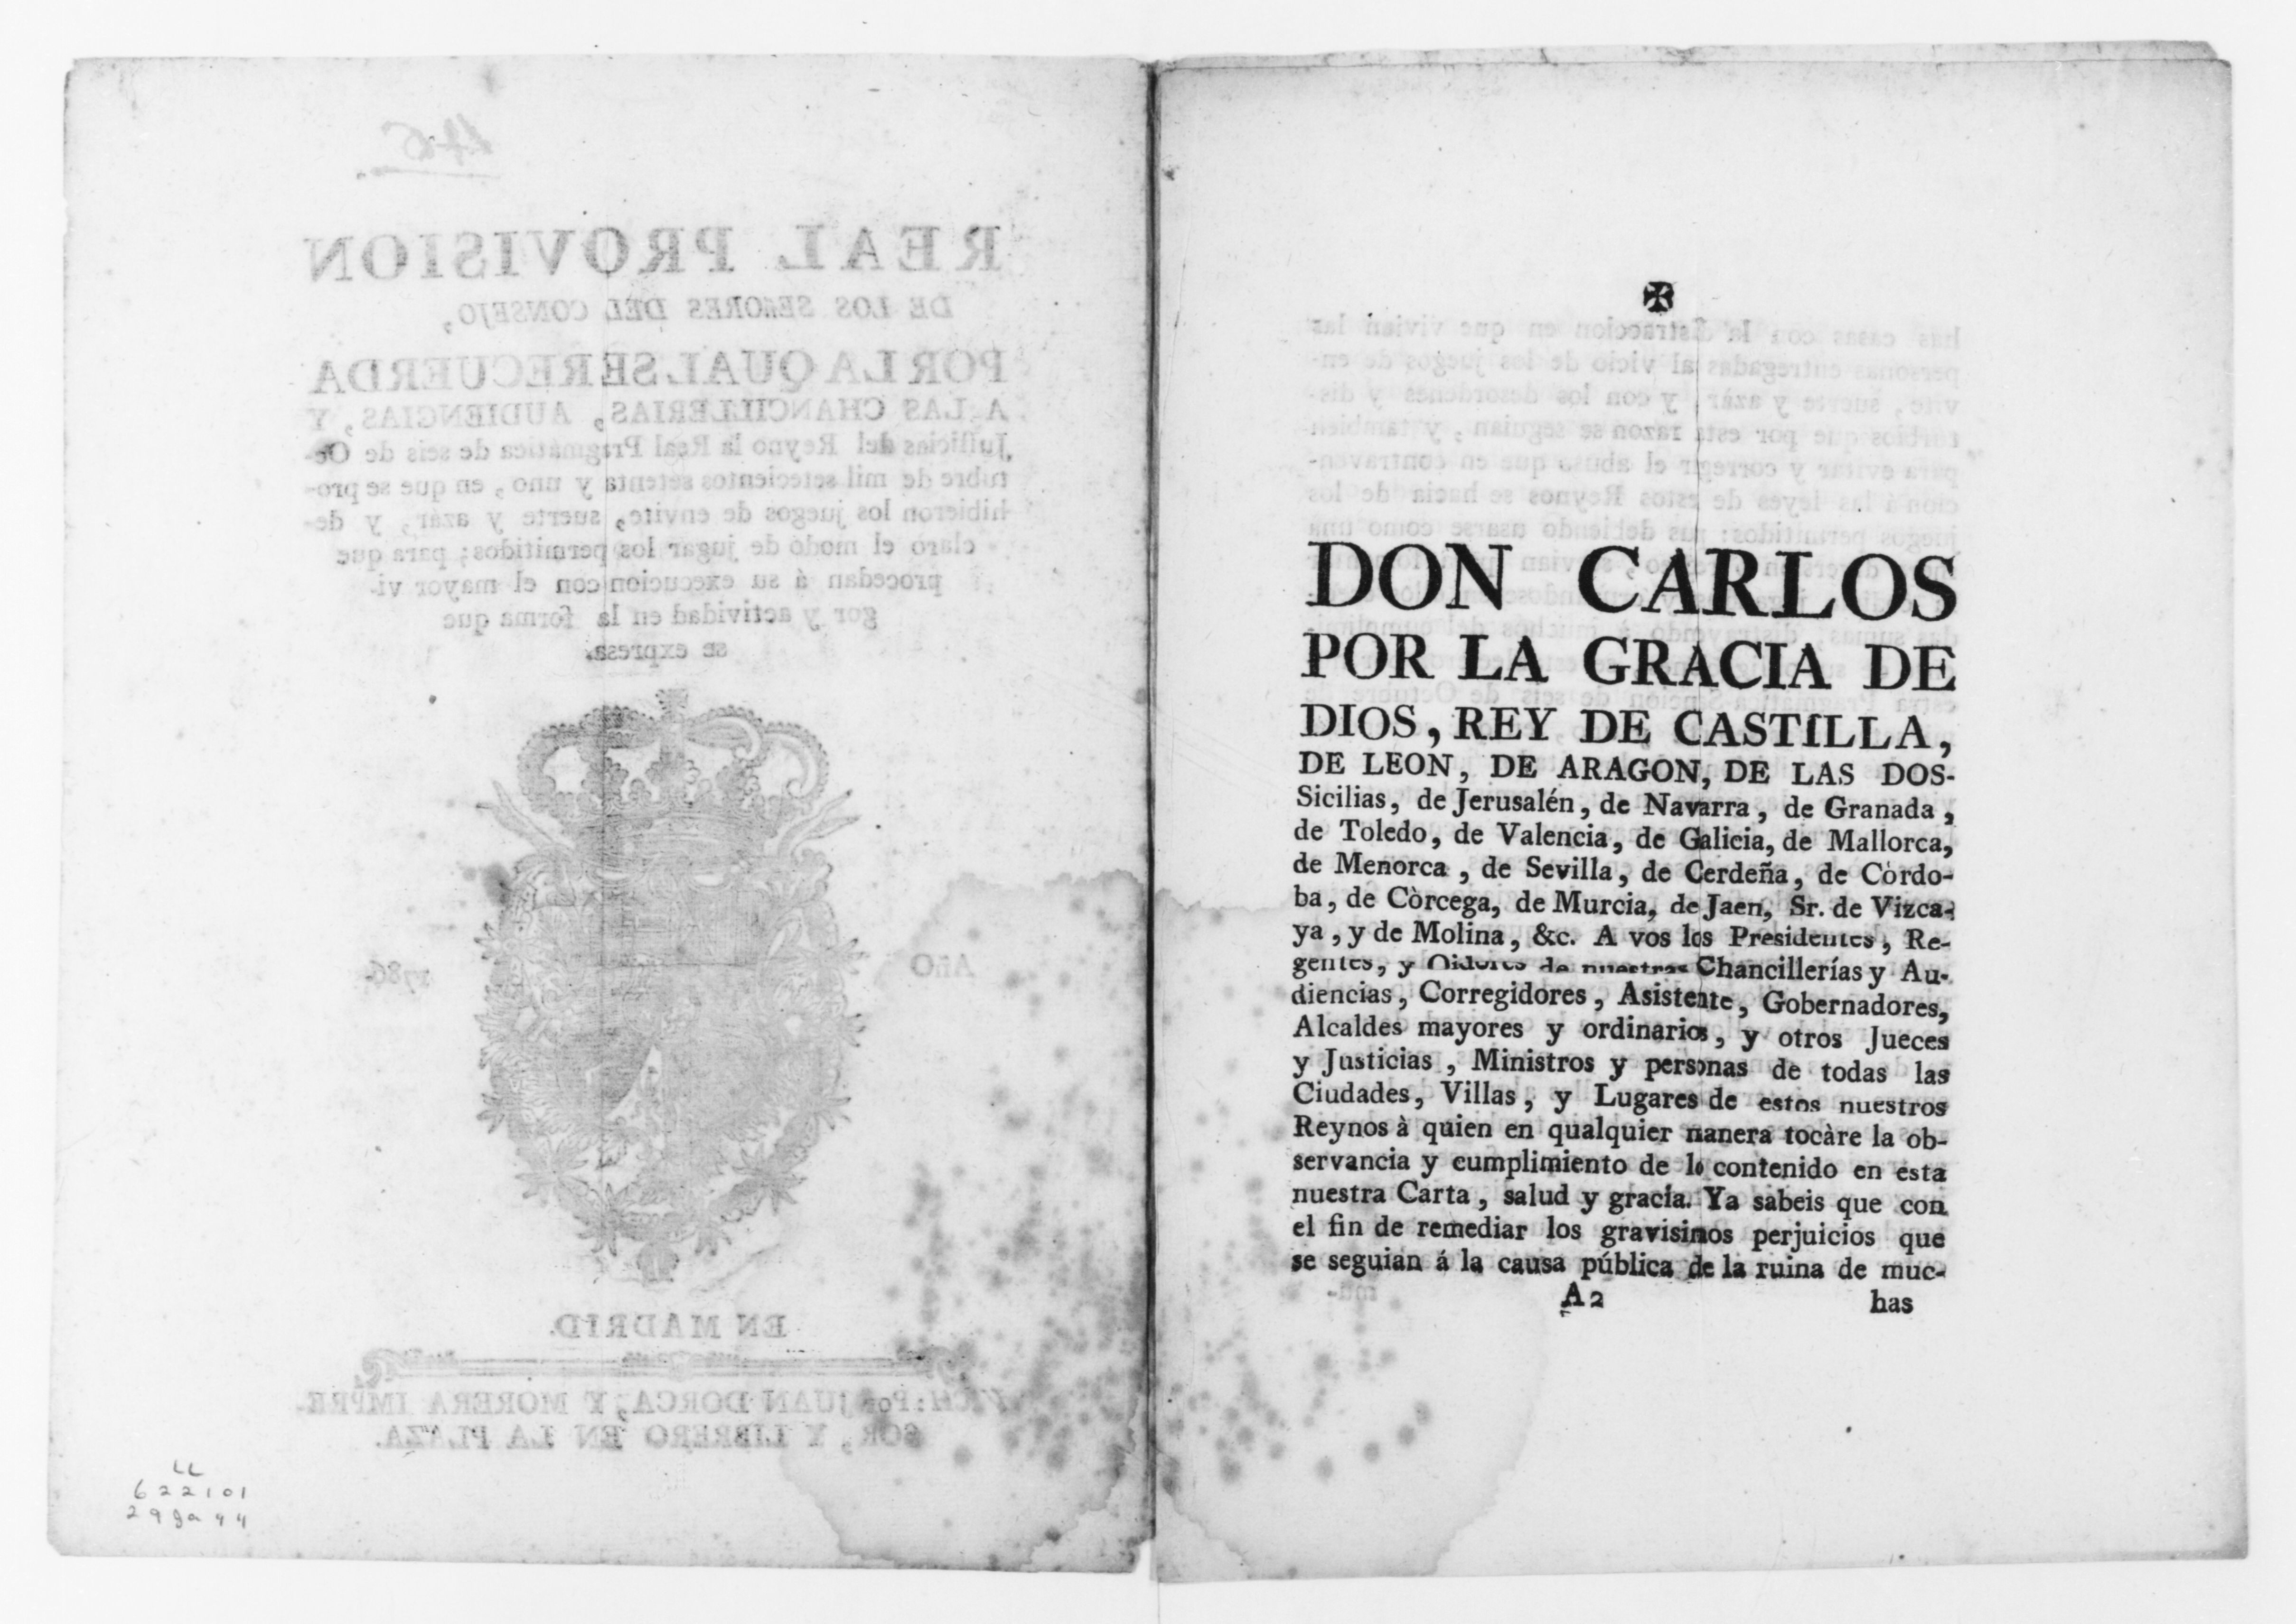 REAL PROVISION
DE LOS SEÑORES DEL CONSEJO,
POR LA QUAL SE RECUERDA
A LAS CHANCILLERIAS, AUDIENCIAS, Y
Justicias del Reyno la Real Pragmática de seis de Oc-
tubre de mil setecientos setenta y uno, en que se pro-
hibieron los juegos de envite, suerte y azár, y de-
claró el modo de jugar los permitidos; para que
procedan á su execucion con el mayor vi-
gor y actividad en la forma que
se expresa.
Año 1786.
EN MADRID.
VICH: Por JUAN DORCA, Y MORERA IMPRE-
SOR, Y LIBRERO EN LA PLAZA.
LL
622101
299a44
DON CARLOS
POR LA GRACIA DE
DIOS, REY DE CASTILLA,
DE LEON, DE ARAGON, DE LAS DOS-
Sicilias, de Jerusalén, de Navarra, de Granada,
de Toledo, de Valencia, de Galicia, de Mallorca,
de Menorca, de Sevilla, de Cerdeña, de Còrdo-
ba, de Còrcega, de Murcia, de Jaen, Sr. de Vizca-
ya, y de Molina, &c. A vos los Presidentes, Re-
gentes, y Oidores de nuestras Chancillerías y Au-
diencias, Corregidores, Asistente, Gobernadores,
Alcaldes mayores y ordinarios, y otros Jueces
y Justicias, Ministros y personas de todas las
Ciudades, Villas, y Lugares de estos nuestros
Reynos à quien en qualquier manera tocàre la ob-
servancia y cumplimiento de lo contenido en esta
nuestra Carta, salud y gracia. Ya sabeis que con
el fin de remediar los gravisimos perjuicios que
se seguian á la causa pública de la ruina de muc-
A2 has